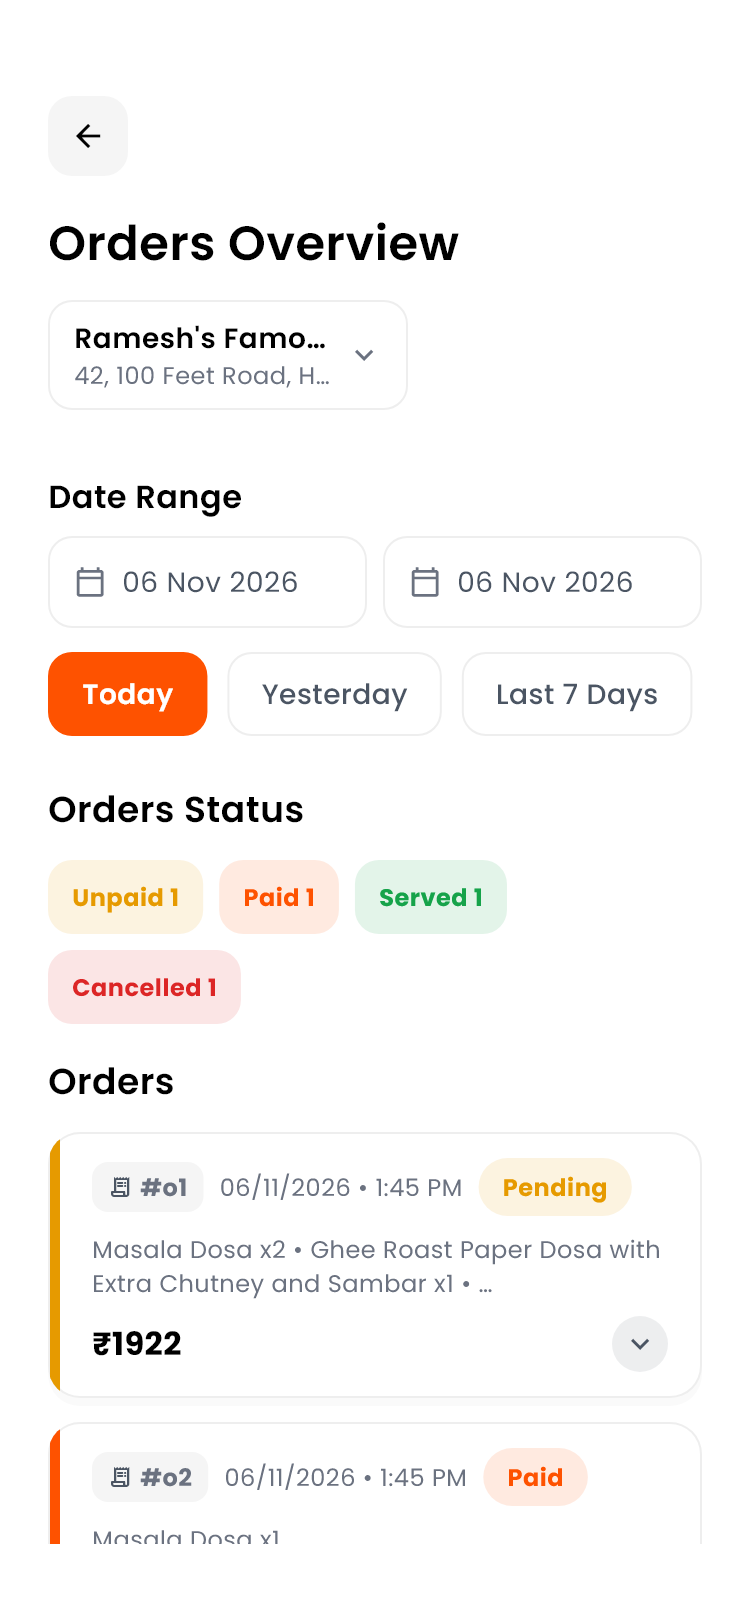 Orders Overview
Ramesh's Famo...
42, 100 Feet Road, H...
Date Range
06 Nov 2026
06 Nov 2026
Today
Yesterday
Last 7 Days
Orders Status
Unpaid 1
Paid 1
Served 1
Cancelled 1
Orders
#o1
06/11/2026 • 1:45 PM
Pending
Masala Dosa x2 • Ghee Roast Paper Dosa with
Extra Chutney and Sambar x1 • ...
₹1922
#o2
06/11/2026 • 1:45 PM
Paid
Masala Dosa x1